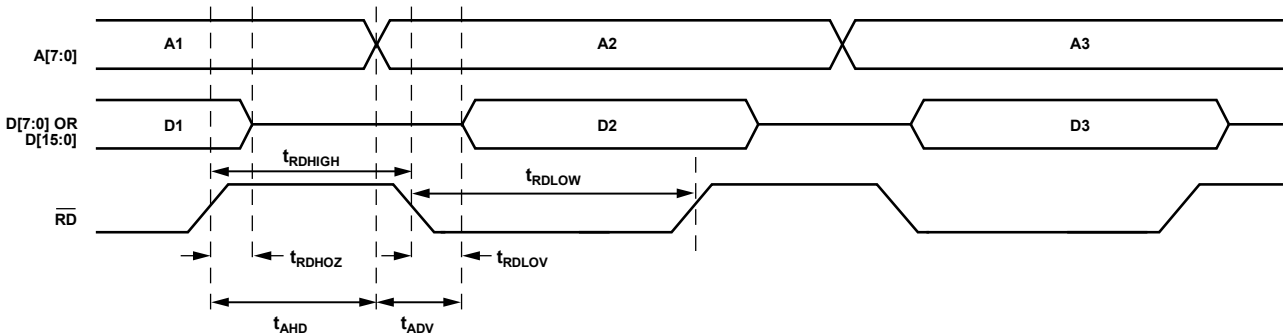 A[7:0]
A1
A2
A3
D[7:0] OR
D[15:0]
D1
D2
D3
tRDHIGH
tRDLOW
RD
tRDHOZ
tRDLOV
tAHD
tADV